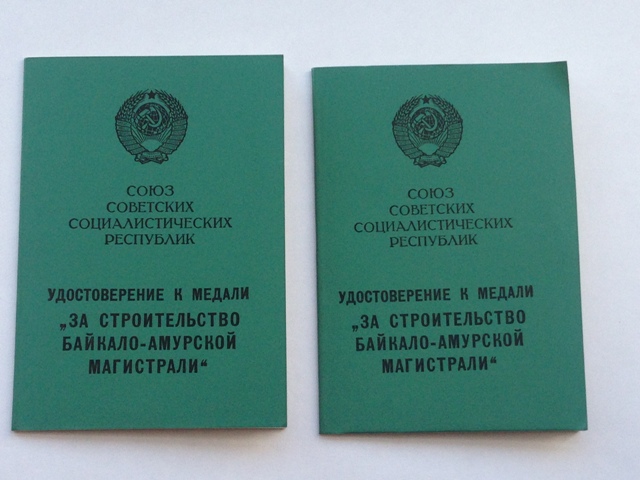 СОЮЗ
СОВЕТСКИХ
СОЦИАЛИСТИЧЕСКИХ
РЕСПУБЛИК
УДОСТОВЕРЕНИЕ К МЕДАЛИ
„ЗА СТРОИТЕЛЬСТВО
БАЙКАЛО-АМУРСКОЙ
МАГИСТРАЛИ“
СОЮЗ
СОВЕТСКИХ
СОЦИАЛИСТИЧЕСКИХ
РЕСПУБЛИК
УДОСТОВЕРЕНИЕ К МЕДАЛИ
„ЗА СТРОИТЕЛЬСТВО
БАЙКАЛО-АМУРСКОЙ
МАГИСТРАЛИ“